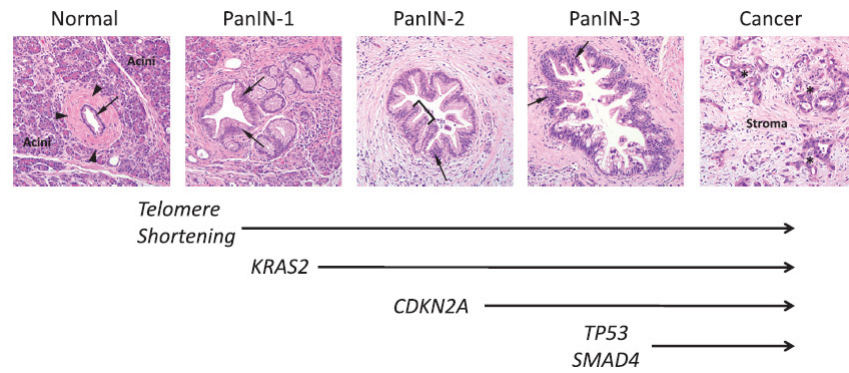 Normal PanIN-1 PanIN-2 PanIN-3 Cancer
Acini
Acini
*
*
Stroma
*
Telomere
Shortening
KRAS2
CDKN2A
TP53
SMAD4